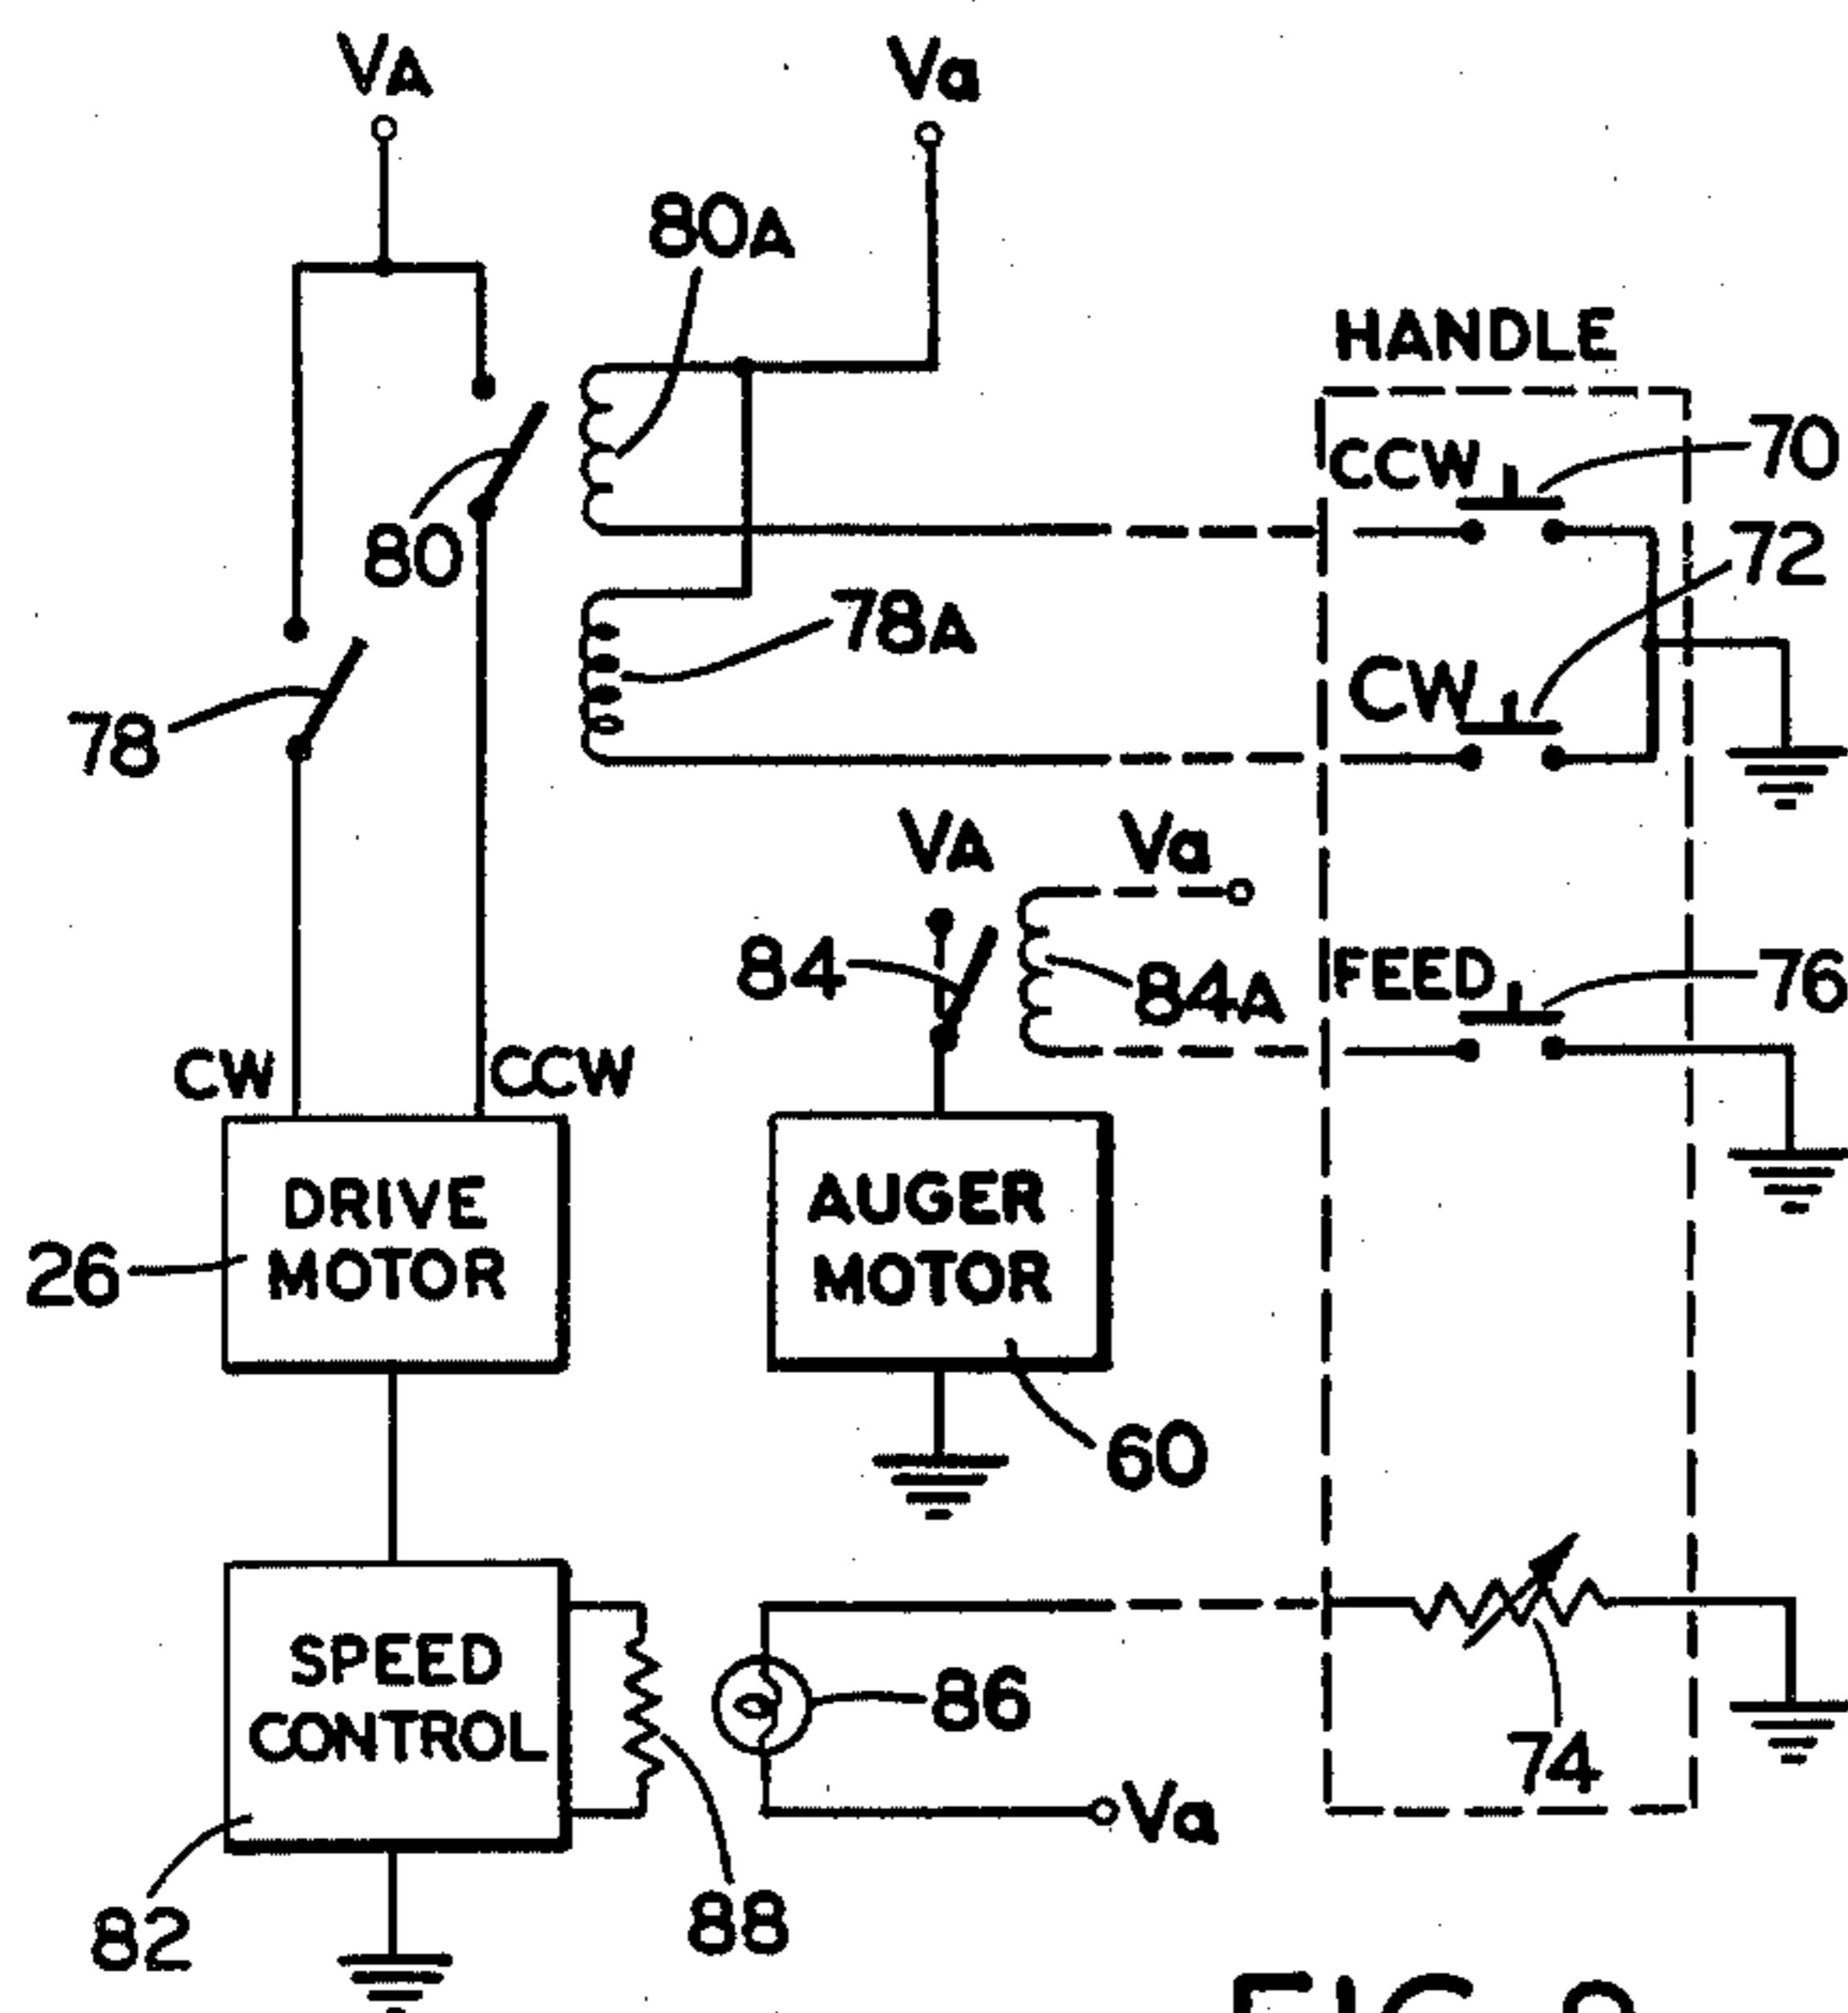 VA
Va
80A
HANDLE
CCW
70
80
72
78A
CW
78
VA
Va
84
84A
FEED
76
CW
CCW
DRIVE
MOTOR
26
AUGER
MOTOR
60
SPEED
CONTROL
86
74
Va
82
88